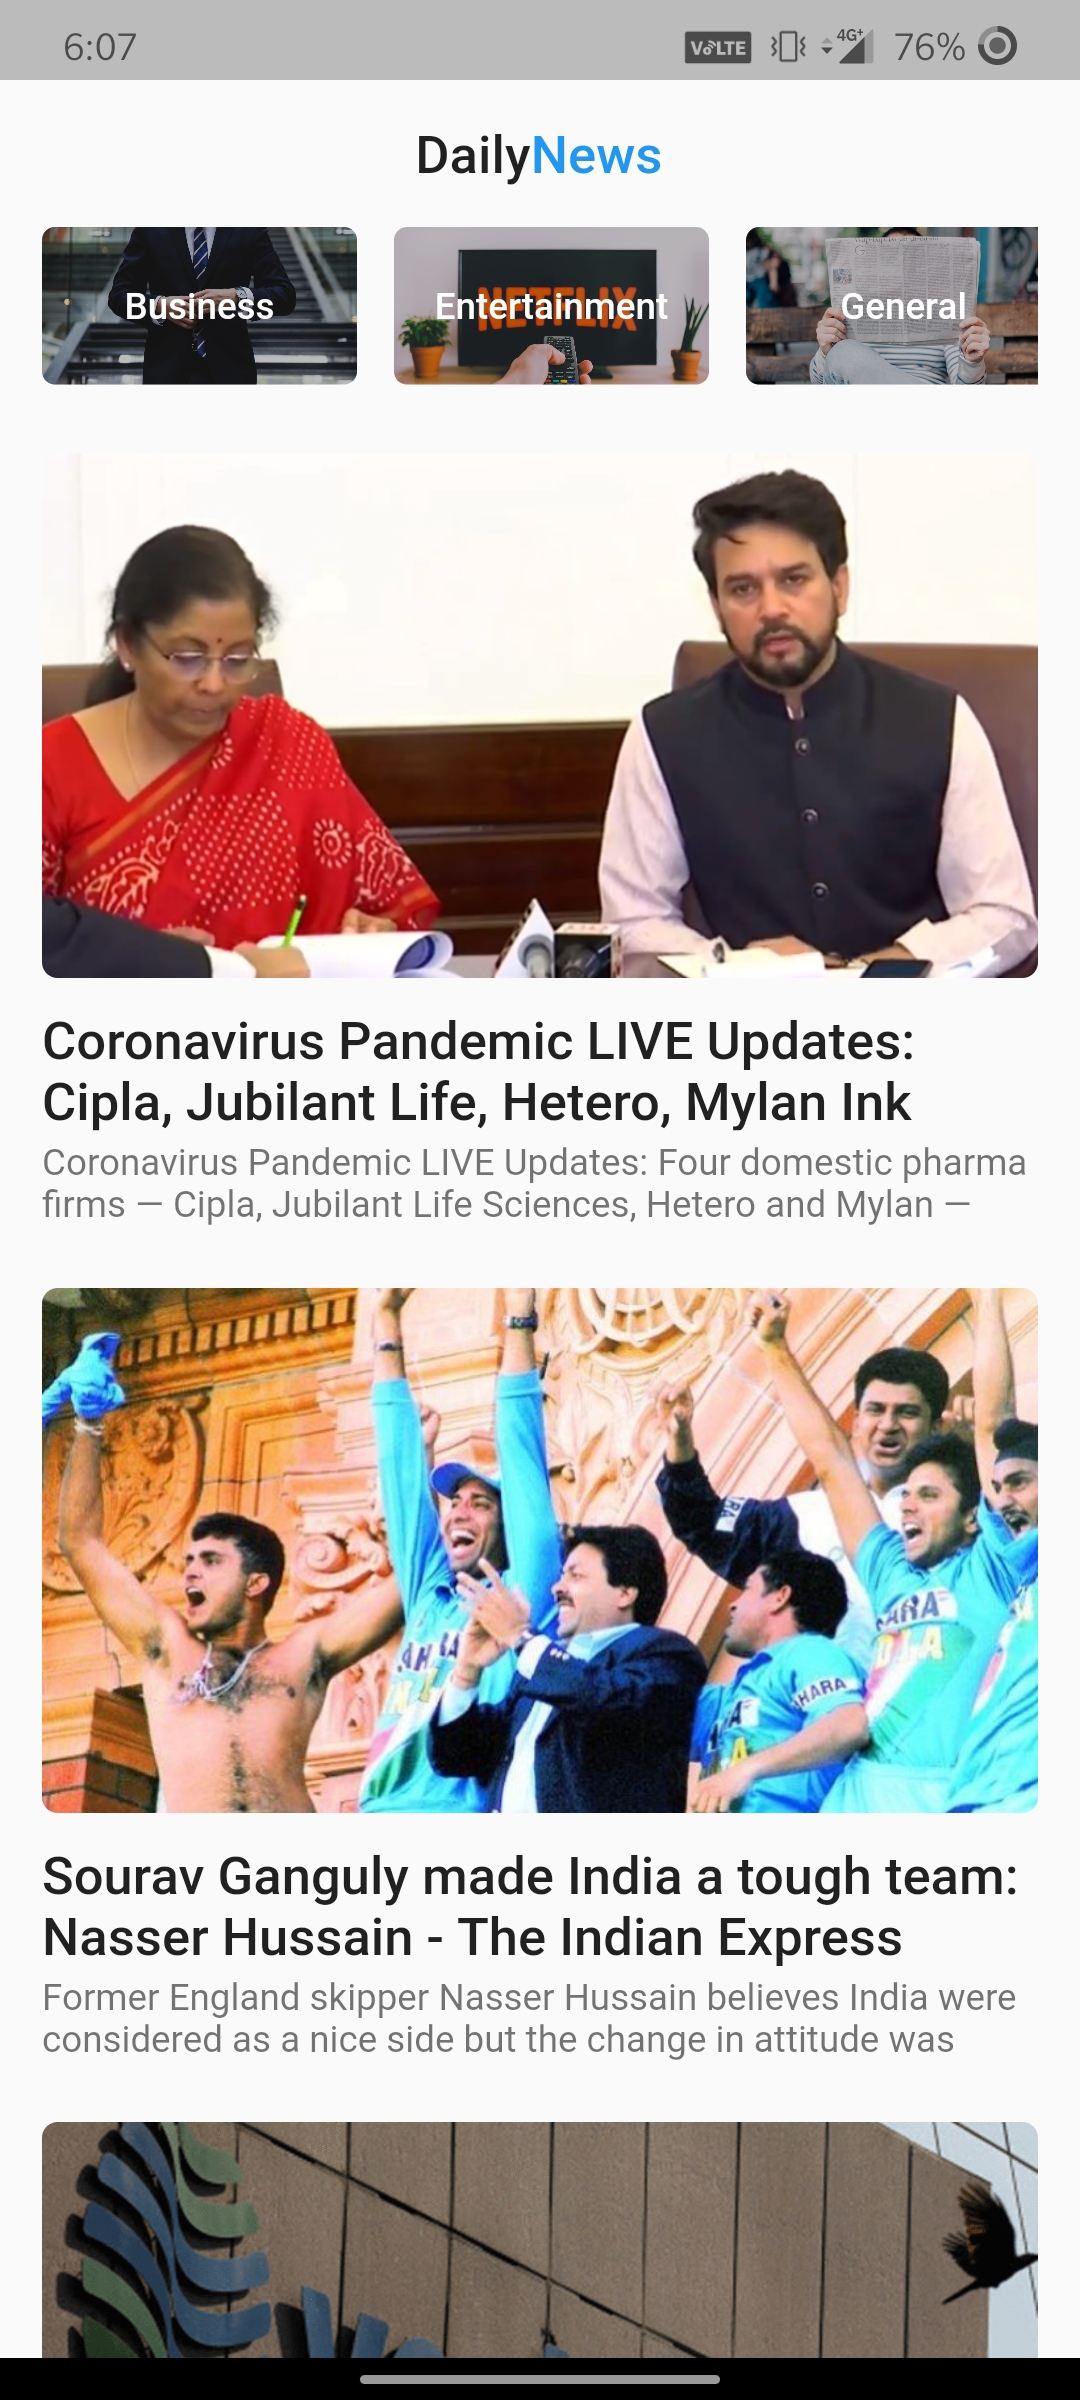 6:07
VoLTE 4G+ 76%
DailyNews
Business
Entertainment
NETFLIX
General
Coronavirus Pandemic LIVE Updates:
Cipla, Jubilant Life, Hetero, Mylan Ink
Coronavirus Pandemic LIVE Updates: Four domestic pharma
firms — Cipla, Jubilant Life Sciences, Hetero and Mylan —
Sourav Ganguly made India a tough team:
Nasser Hussain - The Indian Express
Former England skipper Nasser Hussain believes India were
considered as a nice side but the change in attitude was